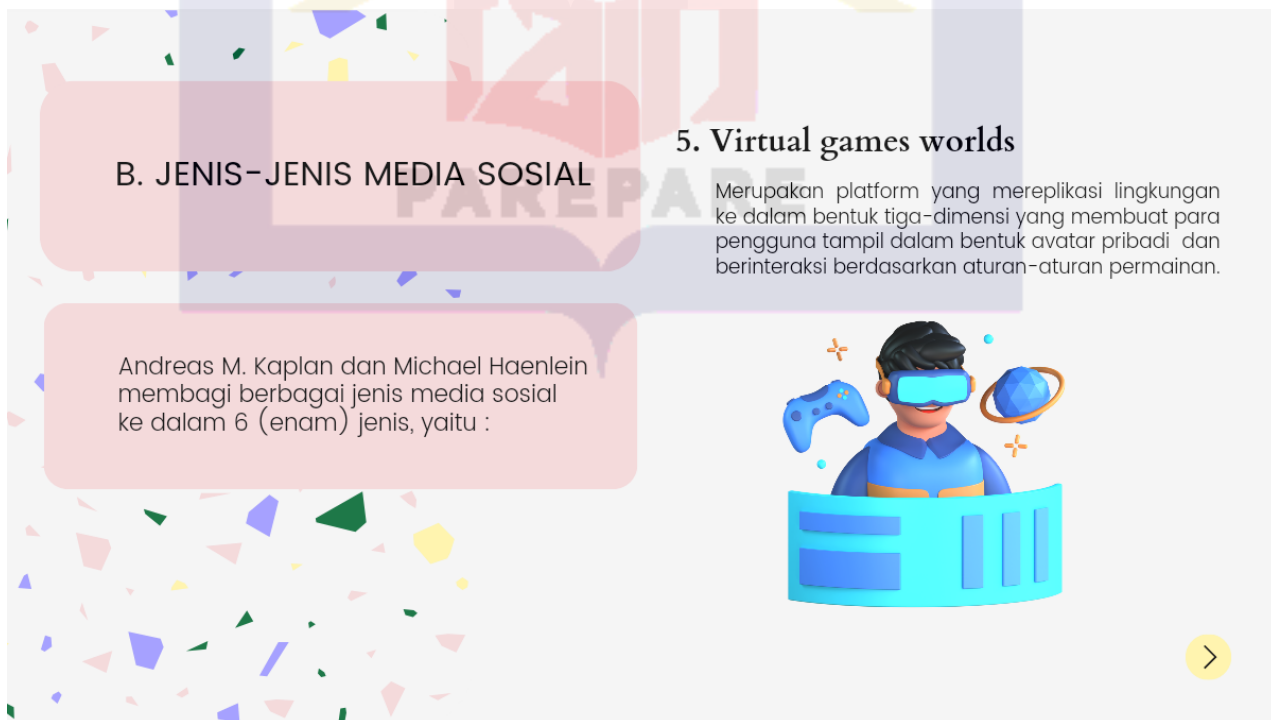 B. JENIS-JENIS MEDIA SOSIAL
Andreas M. Kaplan dan Michael Haenlein
membagi berbagai jenis media sosial
ke dalam 6 (enam) jenis, yaitu :
5. Virtual games worlds
Merupakan platform yang mereplikasi lingkungan
ke dalam bentuk tiga-dimensi yang membuat para
pengguna tampil dalam bentuk avatar pribadi dan
berinteraksi berdasarkan aturan-aturan permainan.
PAREPARE